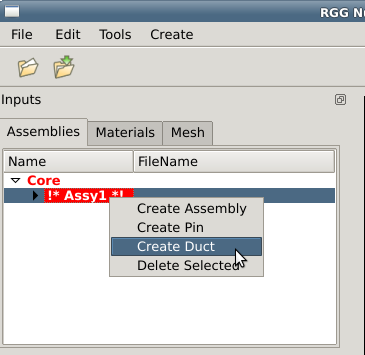 RGG N
File Edit Tools Create
Inputs
Assemblies Materials Mesh
Name FileName
Core
!* Assy1 *!
Create Assembly
Create Pin
Create Duct
Delete Selected